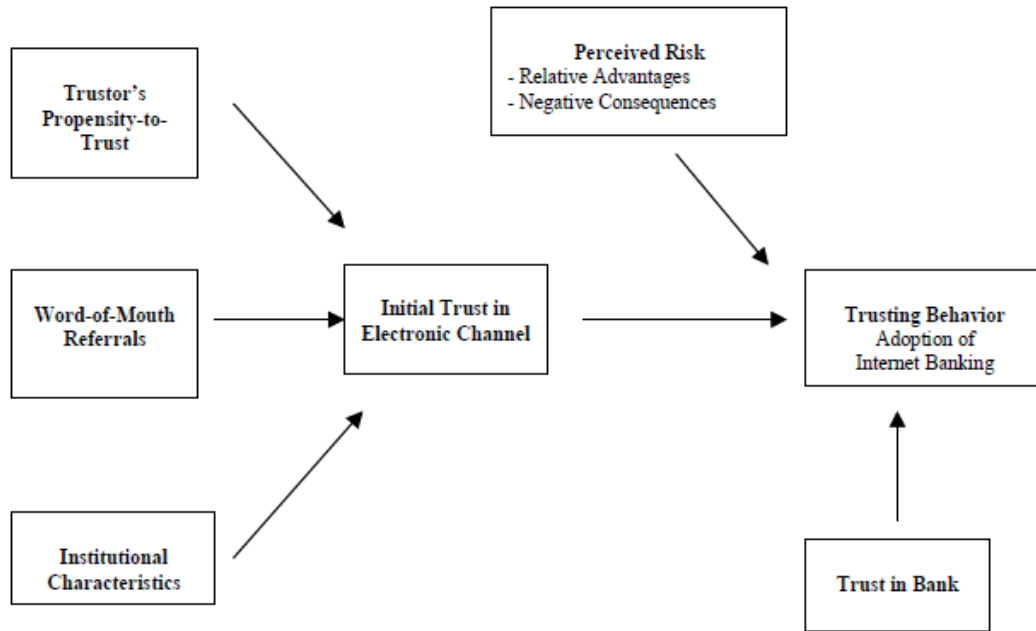 Trustor’s
Propensity-to-
Trust
Perceived Risk
- Relative Advantages
- Negative Consequences
Word-of-Mouth
Referrals
Initial Trust in
Electronic Channel
Trusting Behavior
Adoption of
Internet Banking
Institutional
Characteristics
Trust in Bank